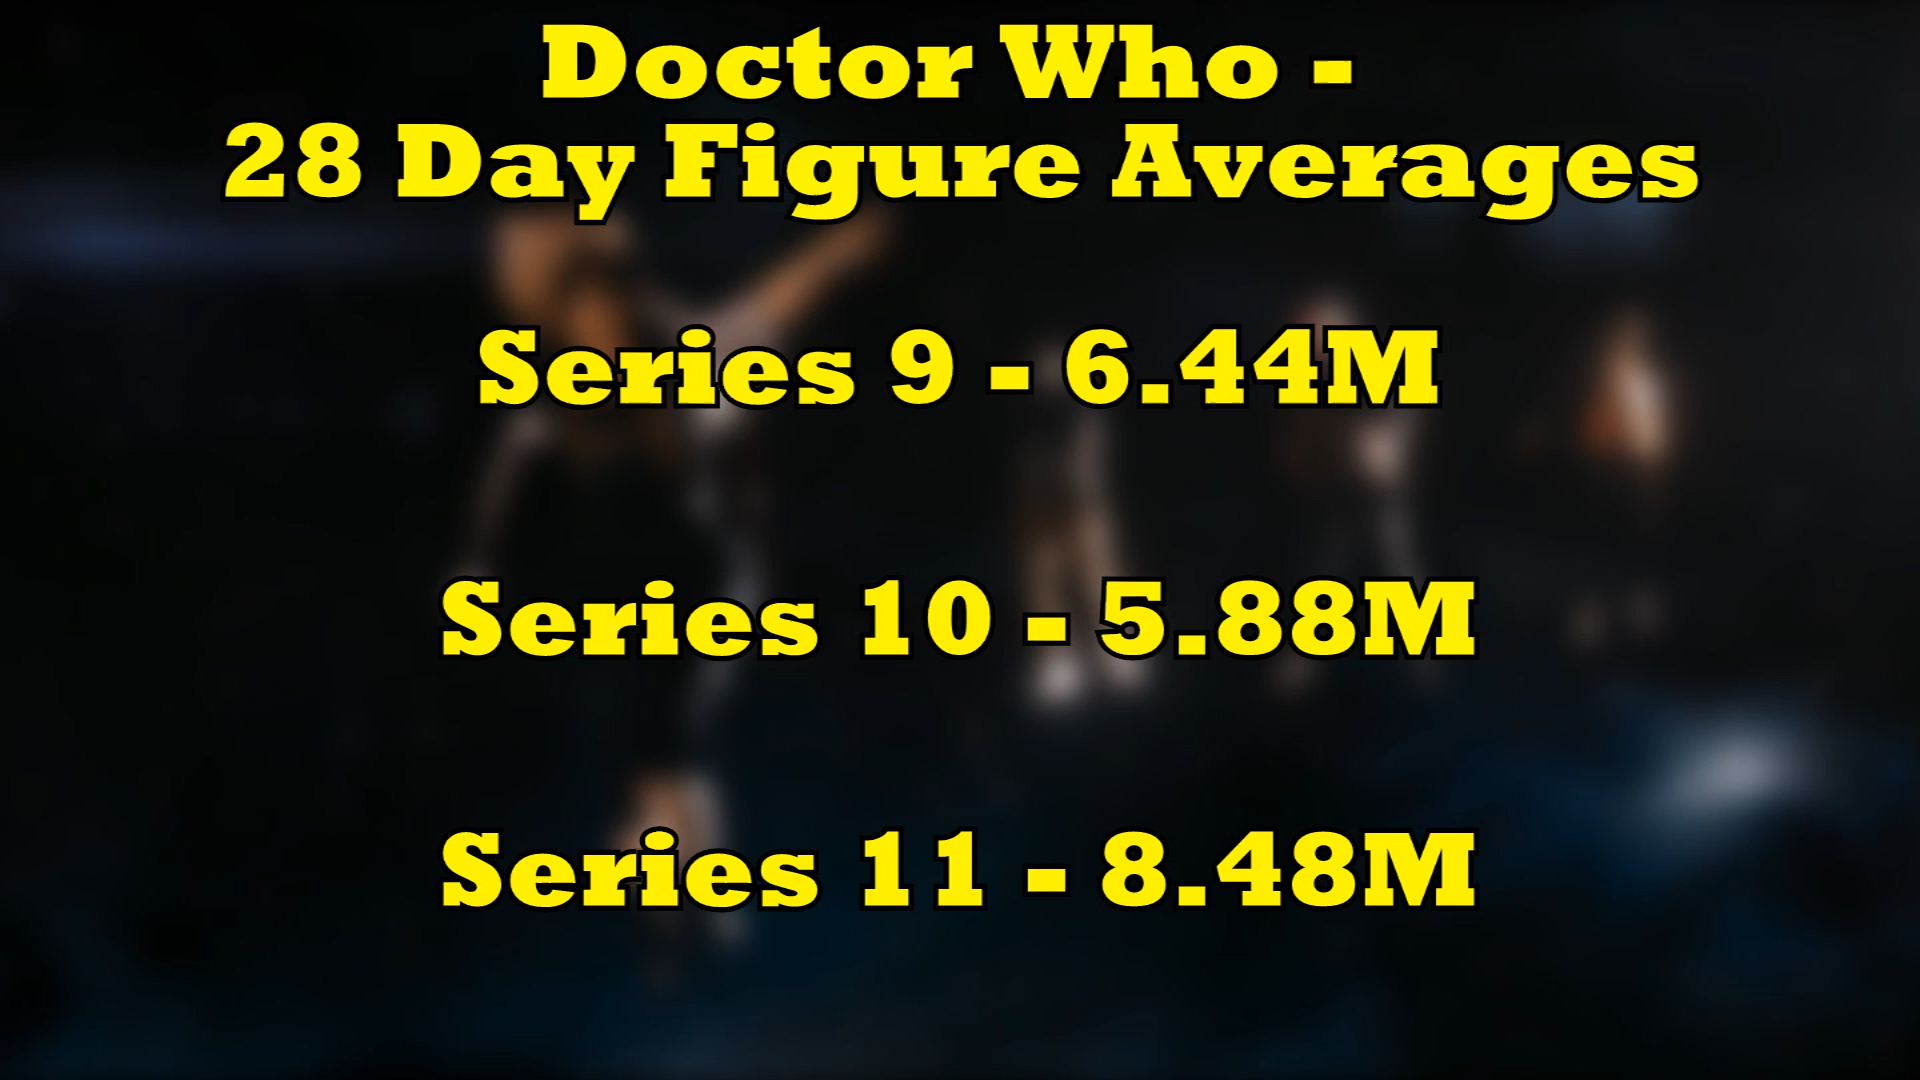 Doctor Who -
28 Day Figure Averages
Series 9 - 6.44M
Series 10 - 5.88M
Series 11 - 8.48M